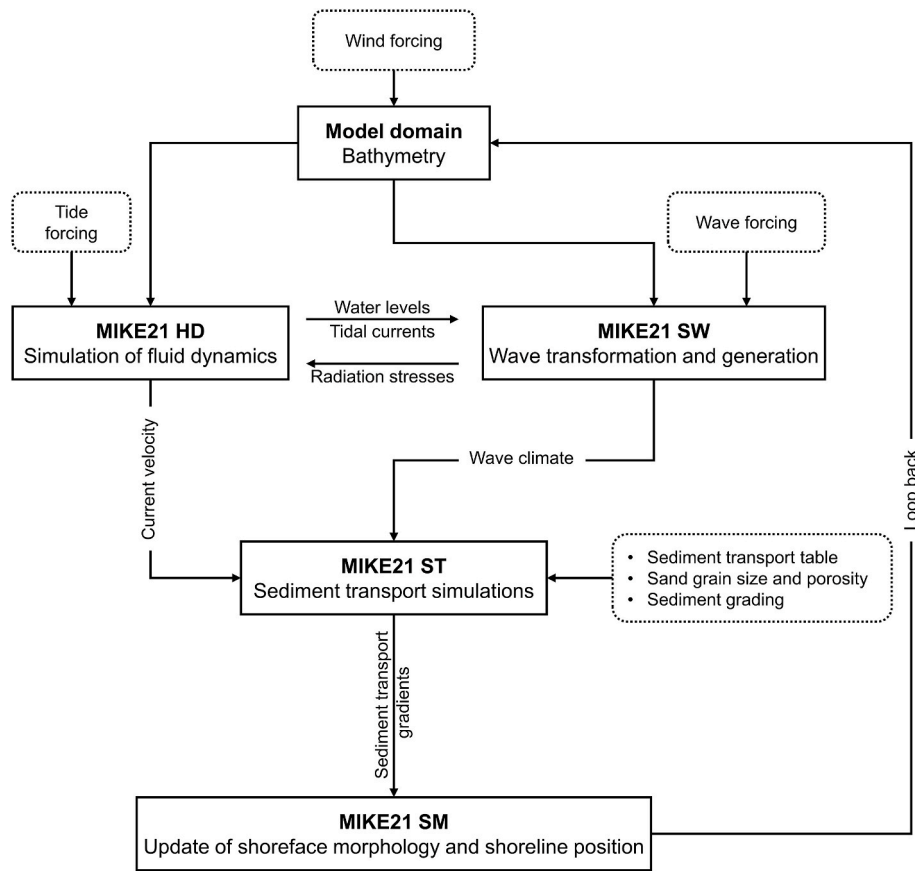 Wind forcing
Model domain
Bathymetry
Tide
forcing
Wave forcing
MIKE21 HD
Simulation of fluid dynamics
Water levels
Tidal currents
Radiation stresses
MIKE21 SW
Wave transformation and generation
Current velocity
Wave climate
Loop back
MIKE21 ST
Sediment transport simulations
• Sediment transport table
• Sand grain size and porosity
• Sediment grading
Sediment transport
gradients
MIKE21 SM
Update of shoreface morphology and shoreline position